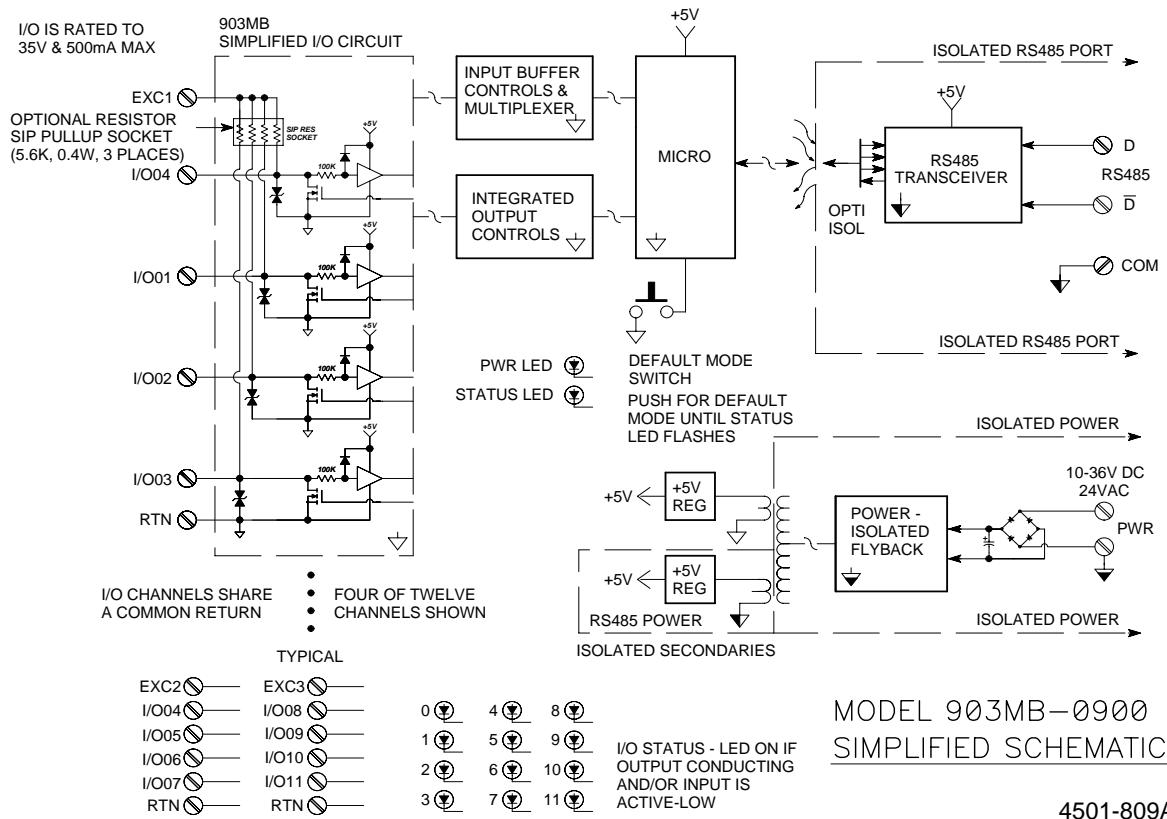 I/O IS RATED TO
35V & 500mA MAX
903MB
SIMPLIFIED I/O CIRCUIT
EXC1
OPTIONAL RESISTOR
SIP PULLUP SOCKET
(5.6K, 0.4W, 3 PLACES)
SIP RES
SOCKET
I/O04
100K
+5V
I/O01
100K
+5V
I/O02
100K
+5V
I/O03
100K
+5V
RTN
I/O CHANNELS SHARE
A COMMON RETURN
FOUR OF TWELVE
CHANNELS SHOWN
TYPICAL
INPUT BUFFER
CONTROLS &
MULTIPLEXER
INTEGRATED
OUTPUT
CONTROLS
+5V
MICRO
PWR LED
STATUS LED
DEFAULT MODE
SWITCH
PUSH FOR DEFAULT
MODE UNTIL STATUS
LED FLASHES
ISOLATED RS485 PORT
+5V
RS485
TRANSCEIVER
OPTI
ISOL
D
RS485
D̅
COM
ISOLATED RS485 PORT
ISOLATED POWER
+5V
+5V
REG
+5V
+5V
REG
RS485 POWER
ISOLATED SECONDARIES
POWER -
ISOLATED
FLYBACK
+
10-36V DC
24VAC
PWR
ISOLATED POWER
EXC2
I/O04
I/O05
I/O06
I/O07
RTN
EXC3
I/O08
I/O09
I/O10
I/O11
RTN
0 4 8
1 5 9
2 6 10
3 7 11
I/O STATUS - LED ON IF
OUTPUT CONDUCTING
AND/OR INPUT IS
ACTIVE-LOW
MODEL 903MB-0900
SIMPLIFIED SCHEMATIC
4501-809A